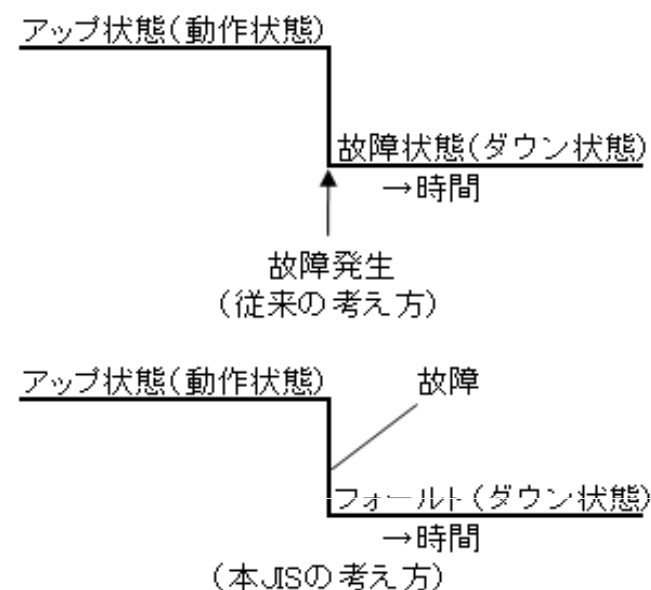 アップ状態(動作状態)
故障状態(ダウン状態)
→時間
故障発生
(従来の考え方)
アップ状態(動作状態)
故障
フォールト(ダウン状態)
→時間
(本JISの考え方)